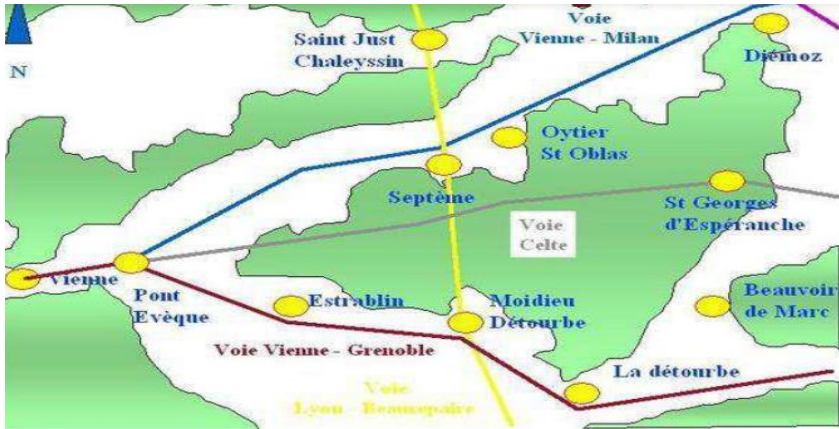 Voie
Vienne - Milan
Saint Just
Chaleyssin
N
Diémoz
Oytier
St Oblas
Septème
Voie
Celte
St Georges
d'Espéranche
Vienne
Pont
Evèque
Estrablin
Moidieu
Détourbe
Beauvoir
de Marc
Voie Vienne - Grenoble
La détourbe
Voie
Lyon - Beaurepaire